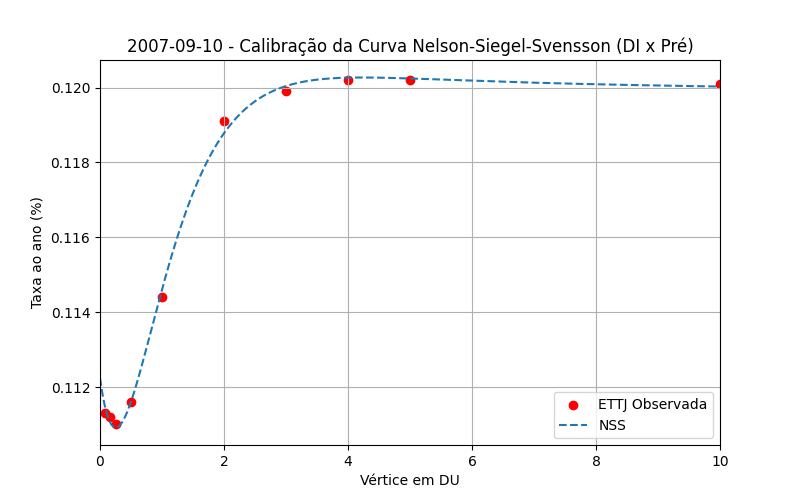 2007-09-10 - Calibração da Curva Nelson-Siegel-Svensson (DI x Pré)
Taxa ao ano (%)
0.120
0.118
0.116
0.114
0.112
0 2 4 6 8 10
Vértice em DU
ETTJ Observada
NSS